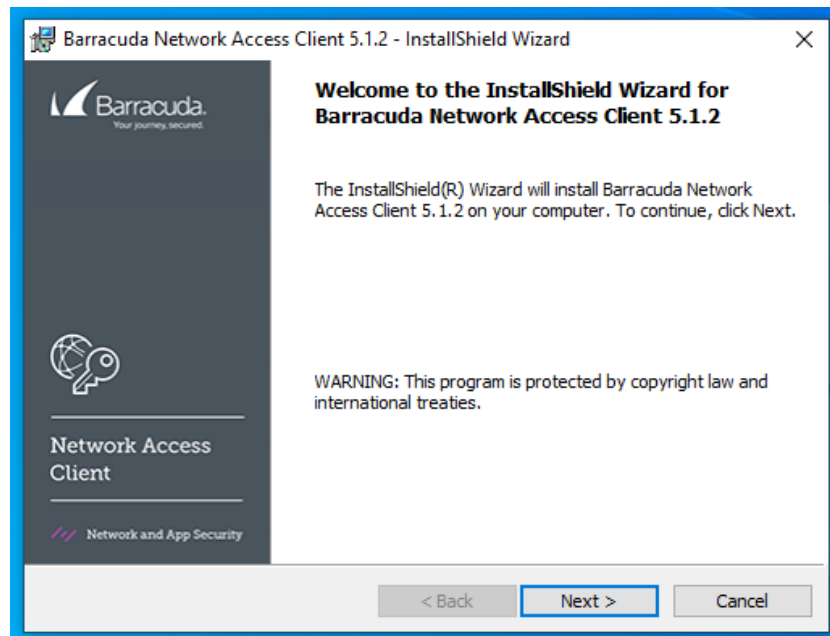 Barracuda Network Access Client 5.1.2 - InstallShield Wizard
Barracuda.
Your journey, secured.
Welcome to the InstallShield Wizard for
Barracuda Network Access Client 5.1.2
The InstallShield(R) Wizard will install Barracuda Network
Access Client 5.1.2 on your computer. To continue, click Next.
WARNING: This program is protected by copyright law and
international treaties.
Network Access
Client
Network and App Security
< Back
Next >
Cancel